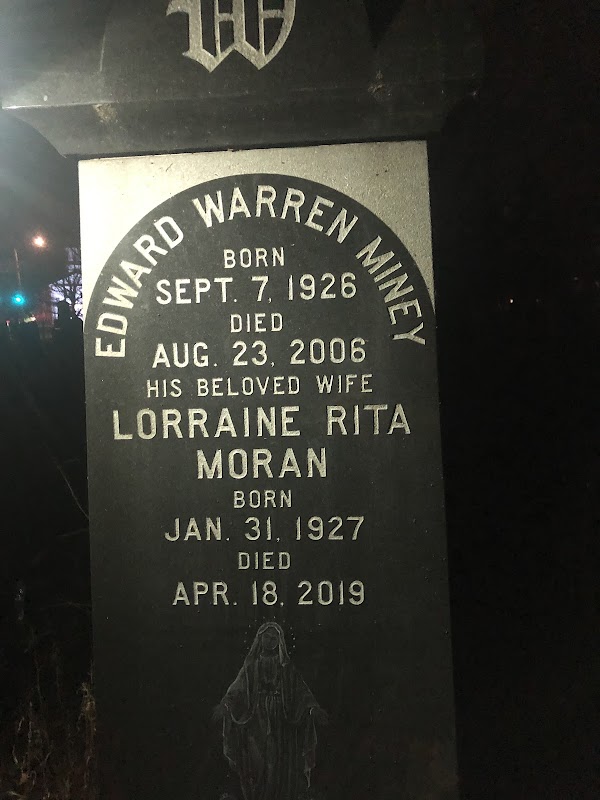 W
EDWARD WARREN MINEY
BORN
SEPT. 7, 1926
DIED
AUG. 23, 2006
HIS BELOVED WIFE
LORRAINE RITA
MORAN
BORN
JAN. 31, 1927
DIED
APR. 18, 2019